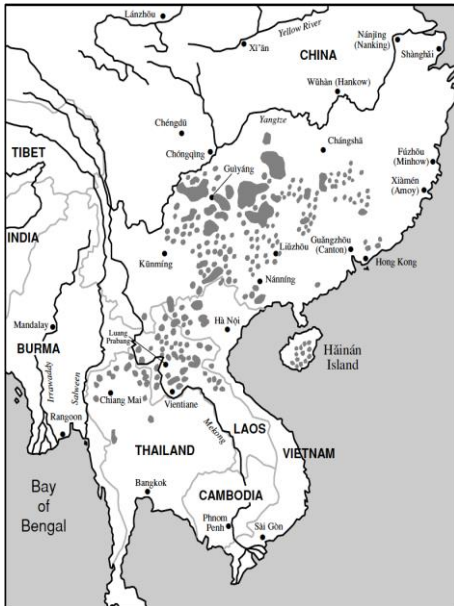 Lánzhōu
Yellow River
Xī'ān
Nánjīng
(Nanking)
Shànghǎi
CHINA
Wǔhàn (Hankow)
Chéngdū
Yangtze
Chóngqìng
Chángshā
TIBET
Guìyáng
Fúzhōu
(Minhow)
Xiàmén
(Amoy)
INDIA
Kūnmíng
Liǔzhōu
Guǎngzhōu
(Canton)
Hong Kong
Nánníng
Mandalay
Luang
Prabang
Hà Nội
Hǎinán
Island
BURMA
Irrawaddy
Salween
Chiang Mai
Vientiane
Rangoon
LAOS
Mekong
VIETNAM
THAILAND
Bay
of
Bengal
Bangkok
CAMBODIA
Phnom
Penh
Sài Gòn